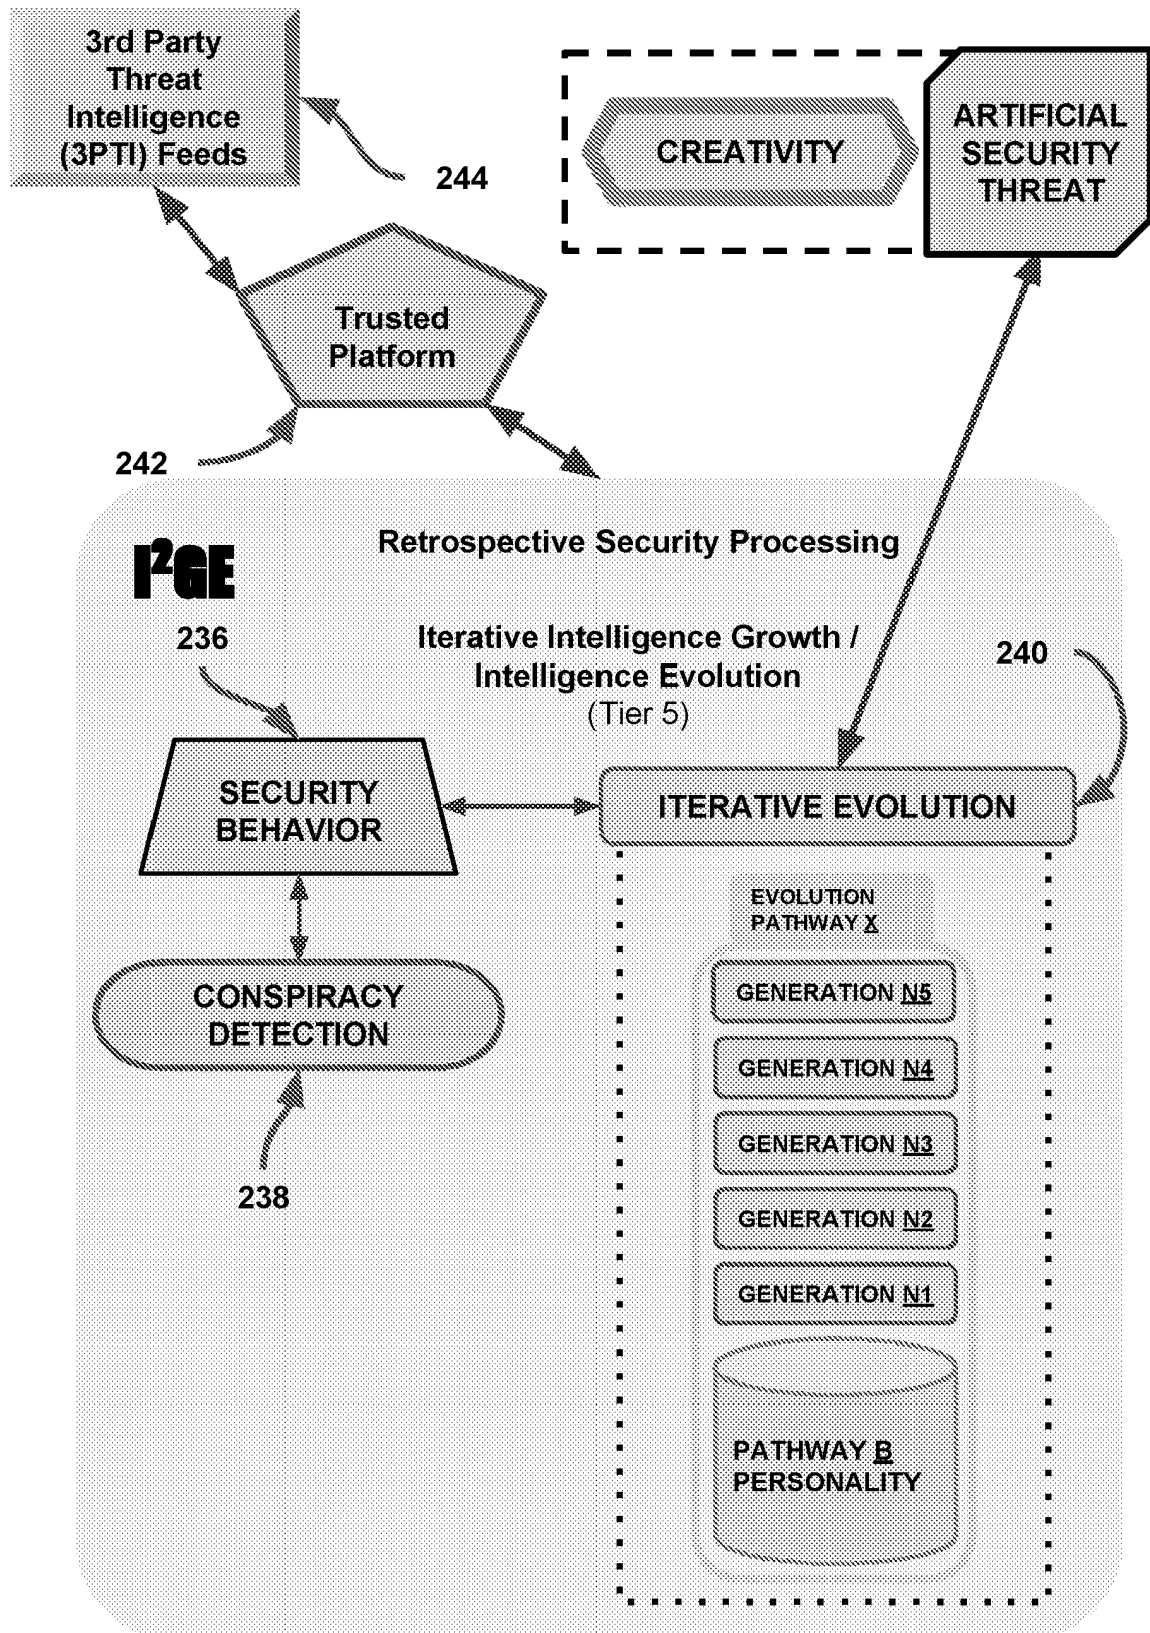 3rd Party
Threat
Intelligence
(3PTI) Feeds
244
CREATIVITY
ARTIFICIAL
SECURITY
THREAT
Trusted
Platform
242
I²GE
Retrospective Security Processing
236
Iterative Intelligence Growth /
Intelligence Evolution
(Tier 5)
240
SECURITY
BEHAVIOR
ITERATIVE EVOLUTION
EVOLUTION
PATHWAY X
CONSPIRACY
DETECTION
238
GENERATION N5
GENERATION N4
GENERATION N3
GENERATION N2
GENERATION N1
PATHWAY B
PERSONALITY